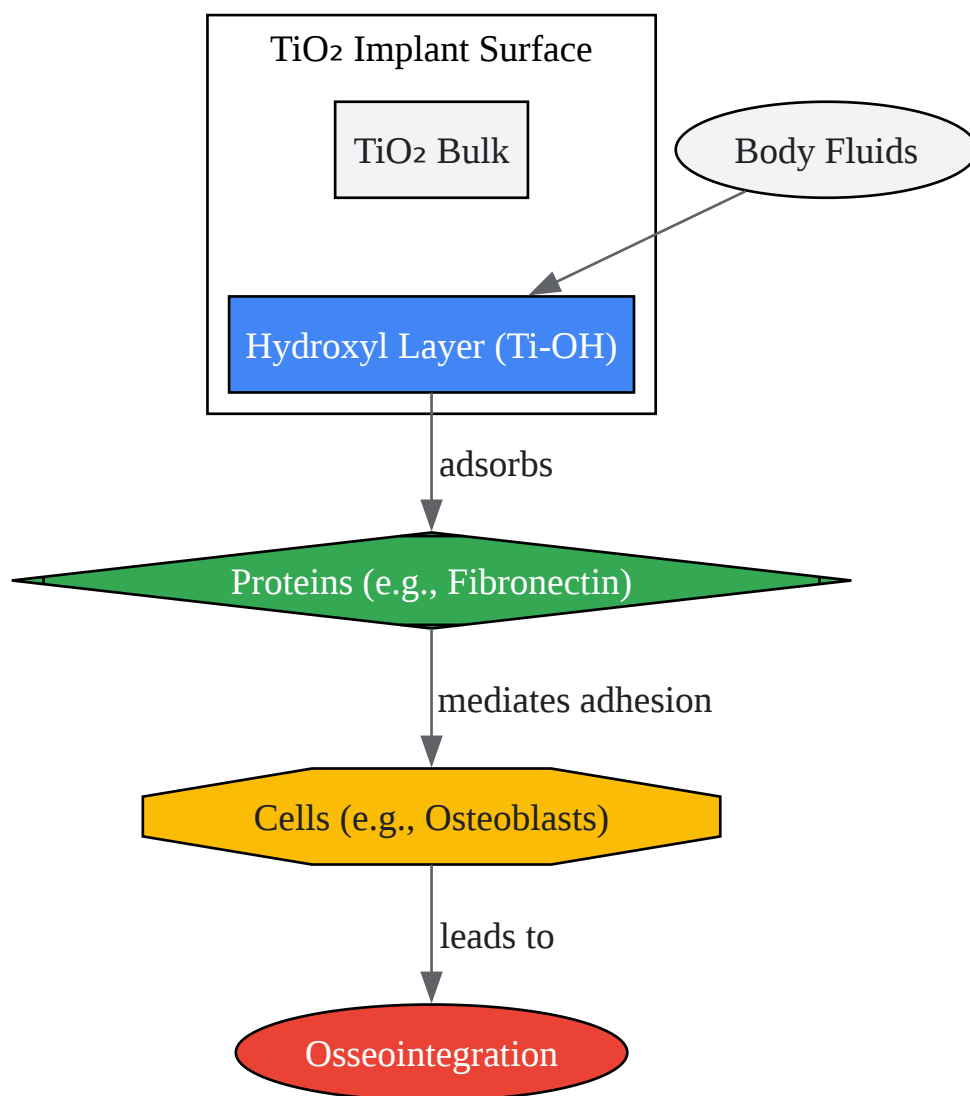 TiO₂ Implant Surface
TiO₂ Bulk
Body Fluids
Hydroxyl Layer (Ti-OH)
adsorbs
Proteins (e.g., Fibronectin)
mediates adhesion
Cells (e.g., Osteoblasts)
leads to
Osseointegration